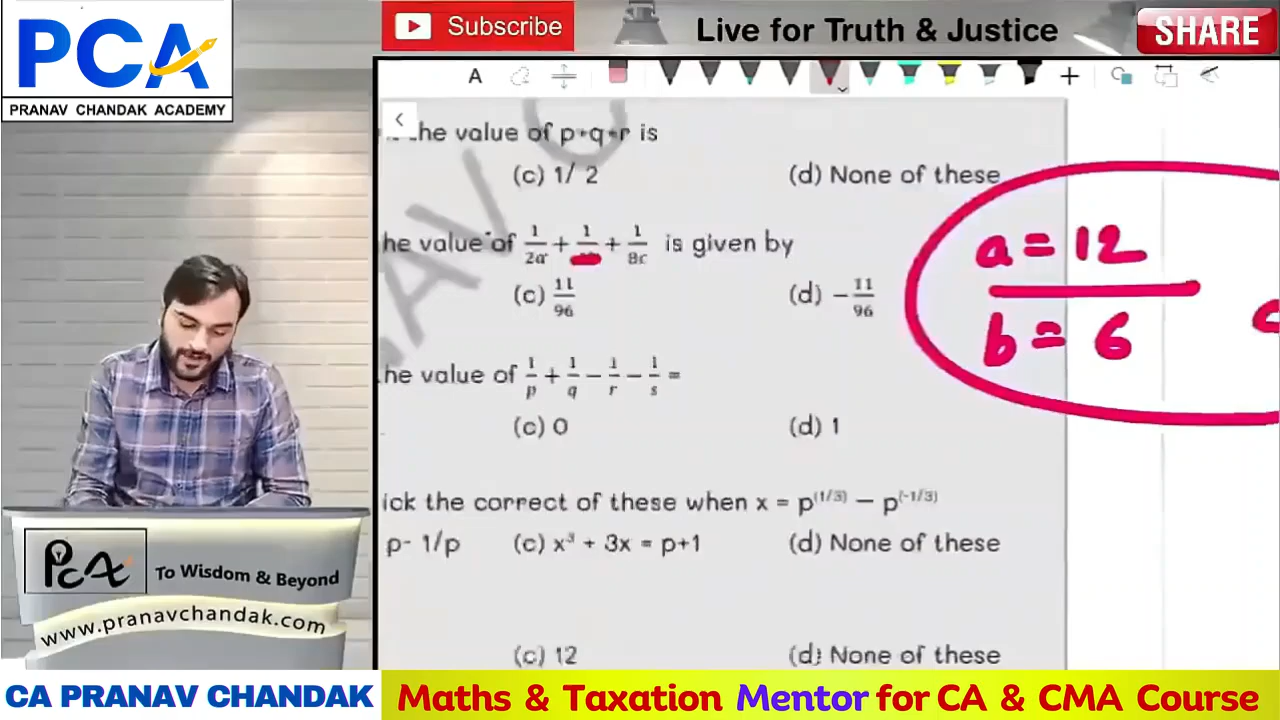 PCA
PRANAV CHANDAK ACADEMY
Subscribe
Live for Truth & Justice
SHARE
A
the value of p+q+r is
(c) 1/ 2
(d) None of these
he value of 1/2a + 1/ + 1/8c is given by
(c) 11/96
(d) - 11/96
a = 12
b = 6
he value of 1/p + 1/q - 1/r - 1/s =
(c) 0
(d) 1
ick the correct of these when x = p^(1/3) - p^(-1/3)
p- 1/p
(c) x³ + 3x = p+1
(d) None of these
(c) 12
(d) None of these
PCA
To Wisdom & Beyond
www.pranavchandak.com
CA PRANAV CHANDAK
Maths & Taxation Mentor for CA & CMA Course